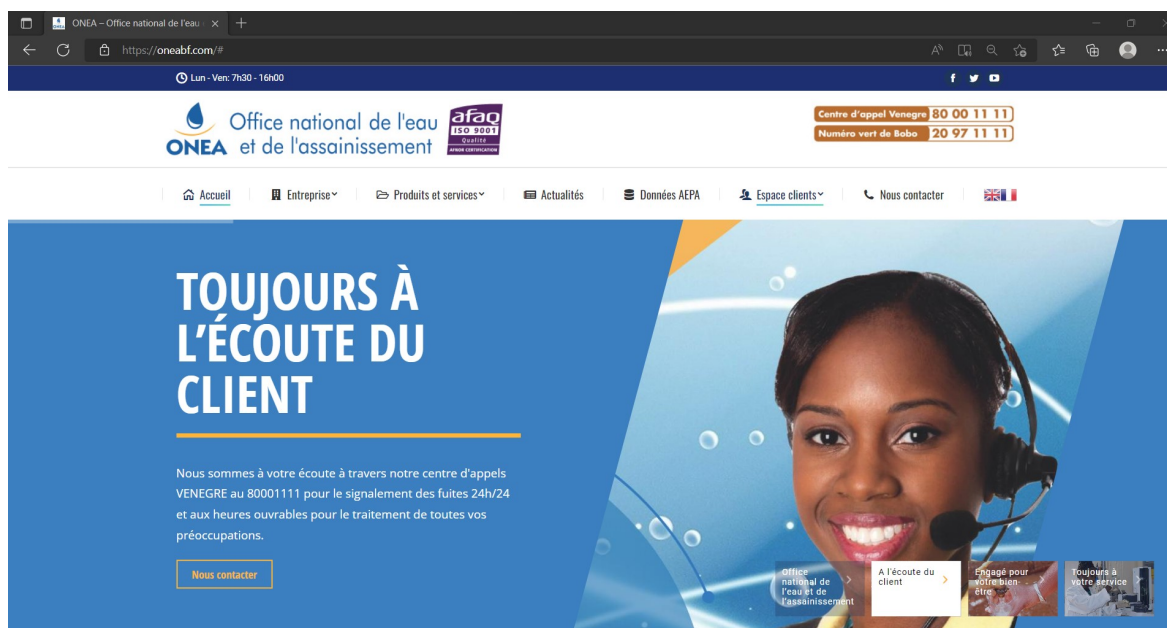 ONEA – Office national de l'eau
https://oneabf.com/#
Lun - Ven: 7h30 - 16h00
ONEA
Office national de l'eau
et de l'assainissement
afaq
ISO 9001
Qualité
AFNOR CERTIFICATION
Centre d'appel Venegre 80 00 11 11
Numéro vert de Bobo 20 97 11 11
Accueil Entreprise Produits et services Actualités Données AEPA Espace clients Nous contacter
TOUJOURS À
L'ÉCOUTE DU
CLIENT
Nous sommes à votre écoute à travers notre centre d'appels
VENEGRE au 80001111 pour le signalement des fuites 24h/24
et aux heures ouvrables pour le traitement de toutes vos
préoccupations.
Nous contacter
Office
national de
l'eau et de
l'assainissement
A l'écoute du
client
Engagé pour
votre bien-
être
Toujours à
votre service